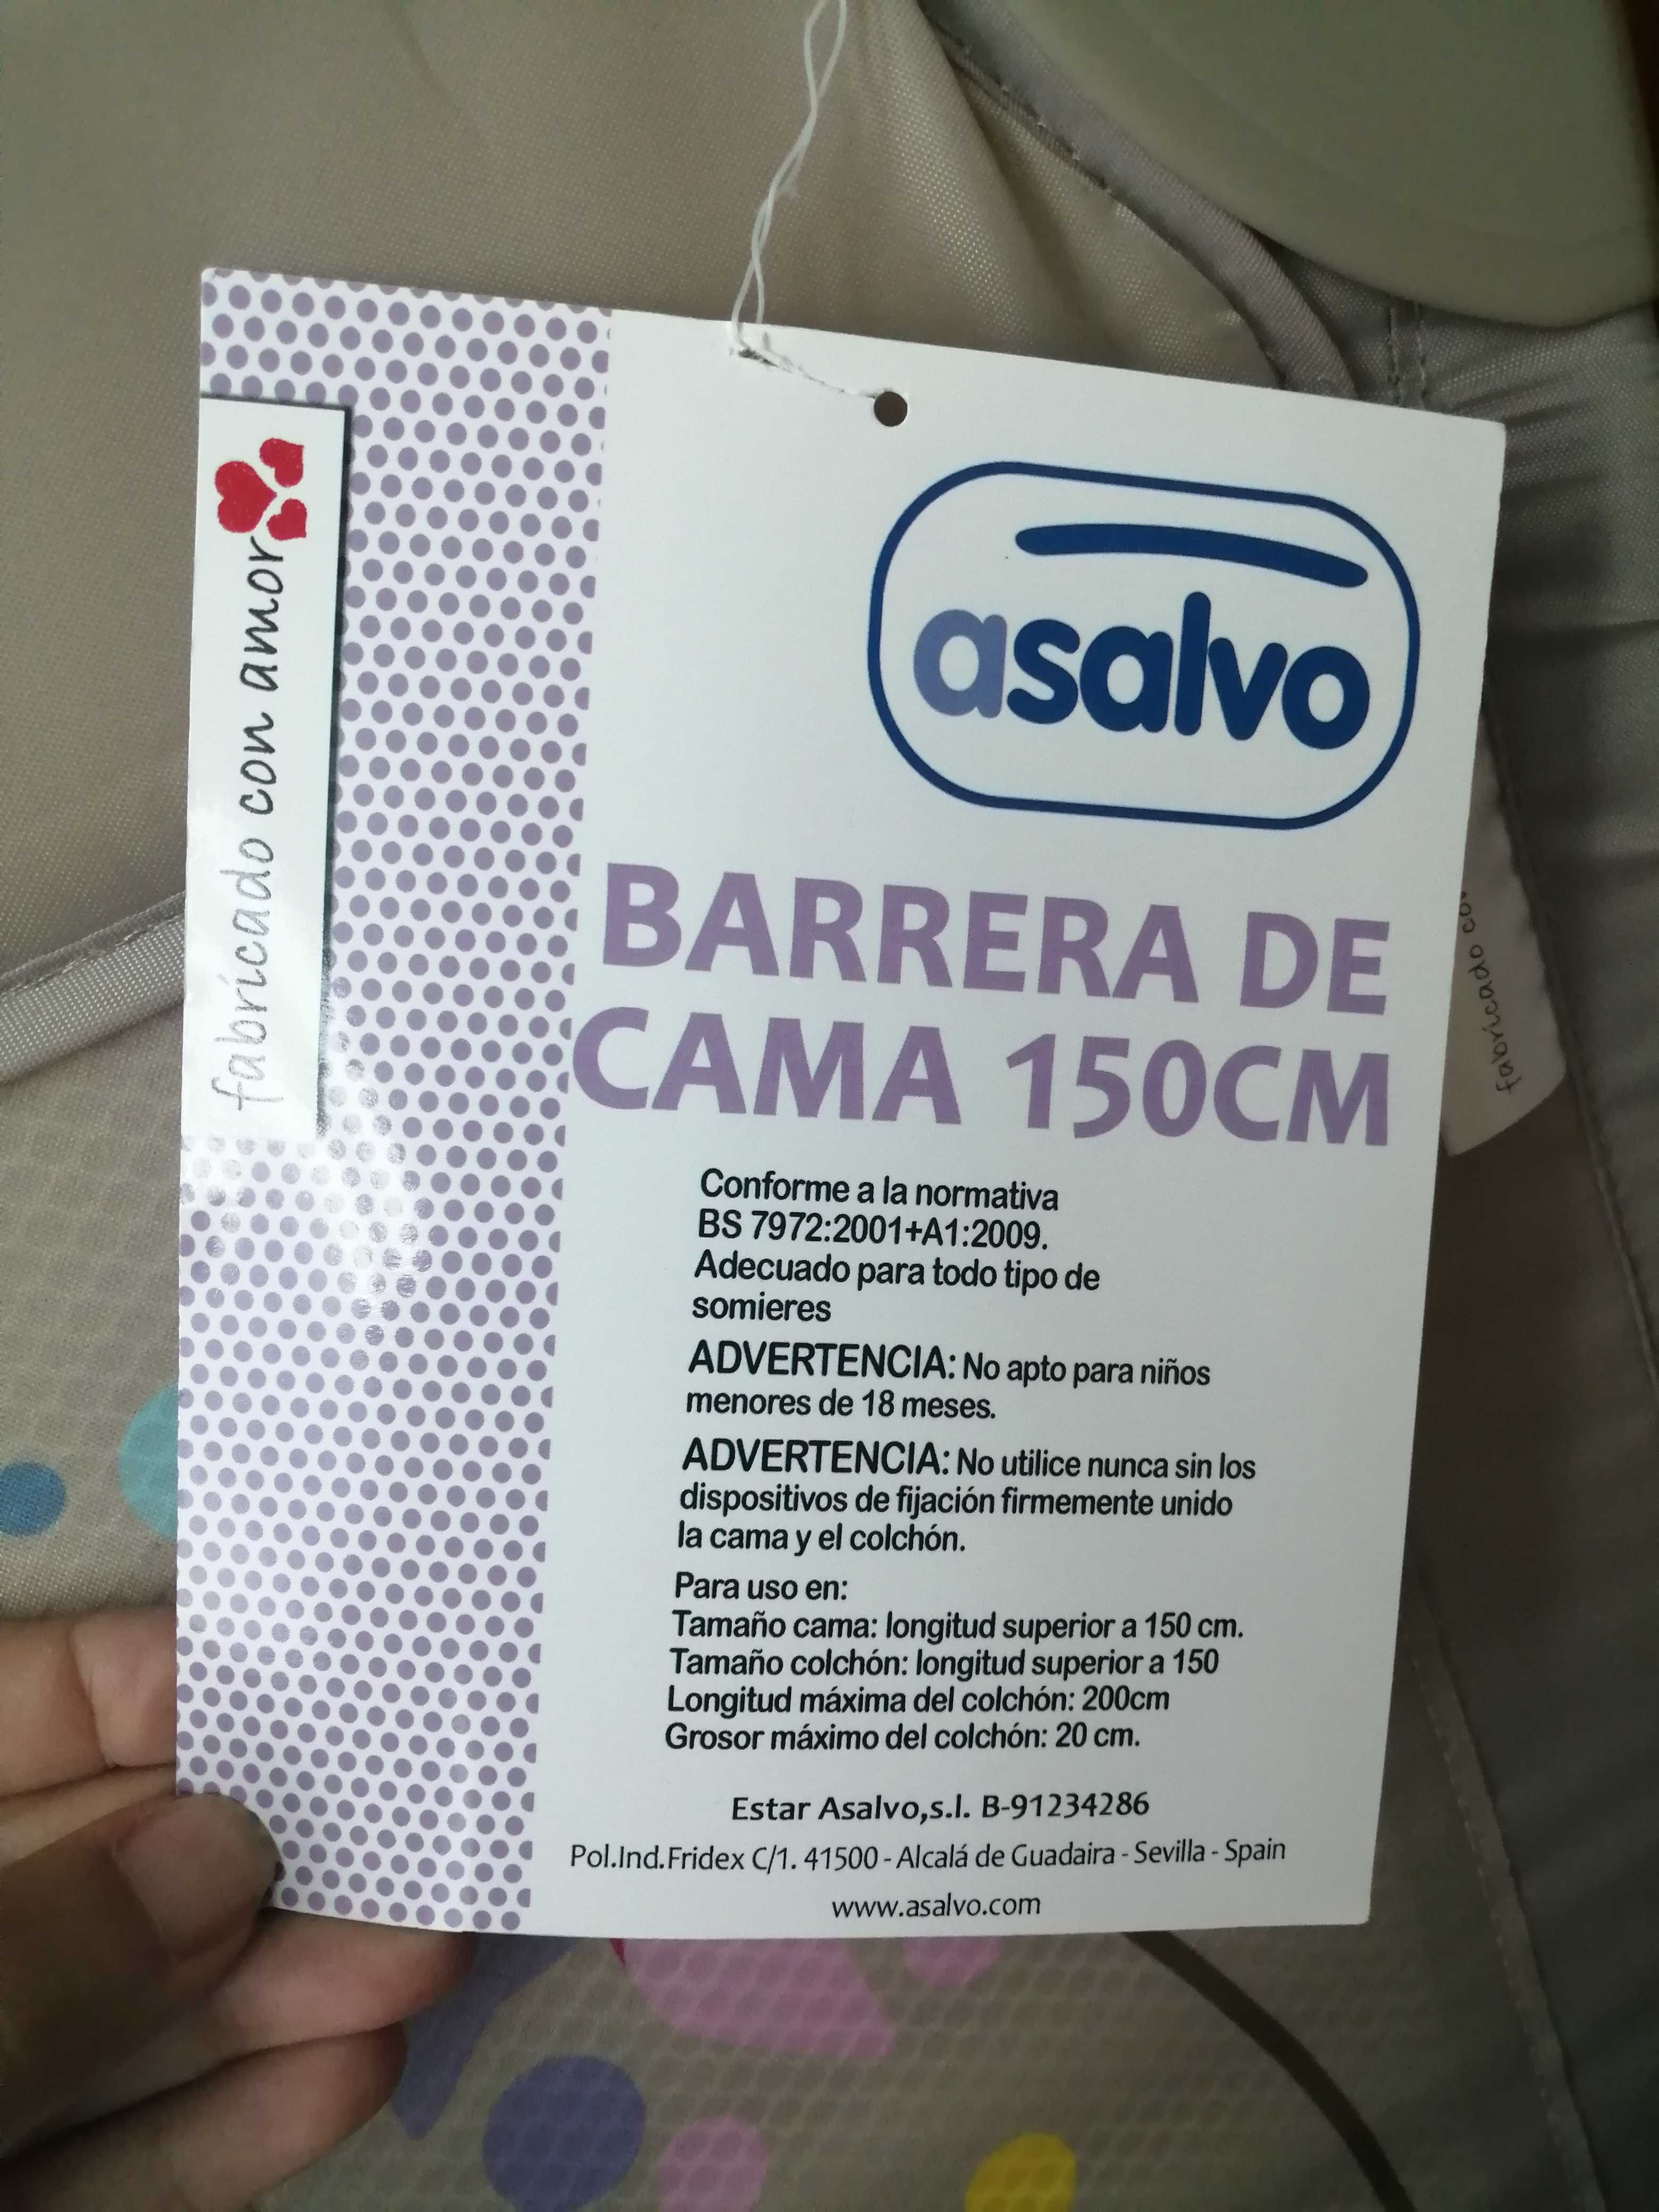 fabricado con amor
asalvo
BARRERA DE
CAMA 150CM
Conforme a la normativa
BS 7972:2001+A1:2009.
Adecuado para todo tipo de
somieres
ADVERTENCIA: No apto para niños
menores de 18 meses.
ADVERTENCIA: No utilice nunca sin los
dispositivos de fijación firmemente unido
la cama y el colchón.
Para uso en:
Tamaño cama: longitud superior a 150 cm.
Tamaño colchón: longitud superior a 150
Longitud máxima del colchón: 200cm
Grosor máximo del colchón: 20 cm.
Estar Asalvo,s.l. B-91234286
Pol.Ind.Fridex C/1. 41500 - Alcalá de Guadaira - Sevilla - Spain
www.asalvo.com
fabricado